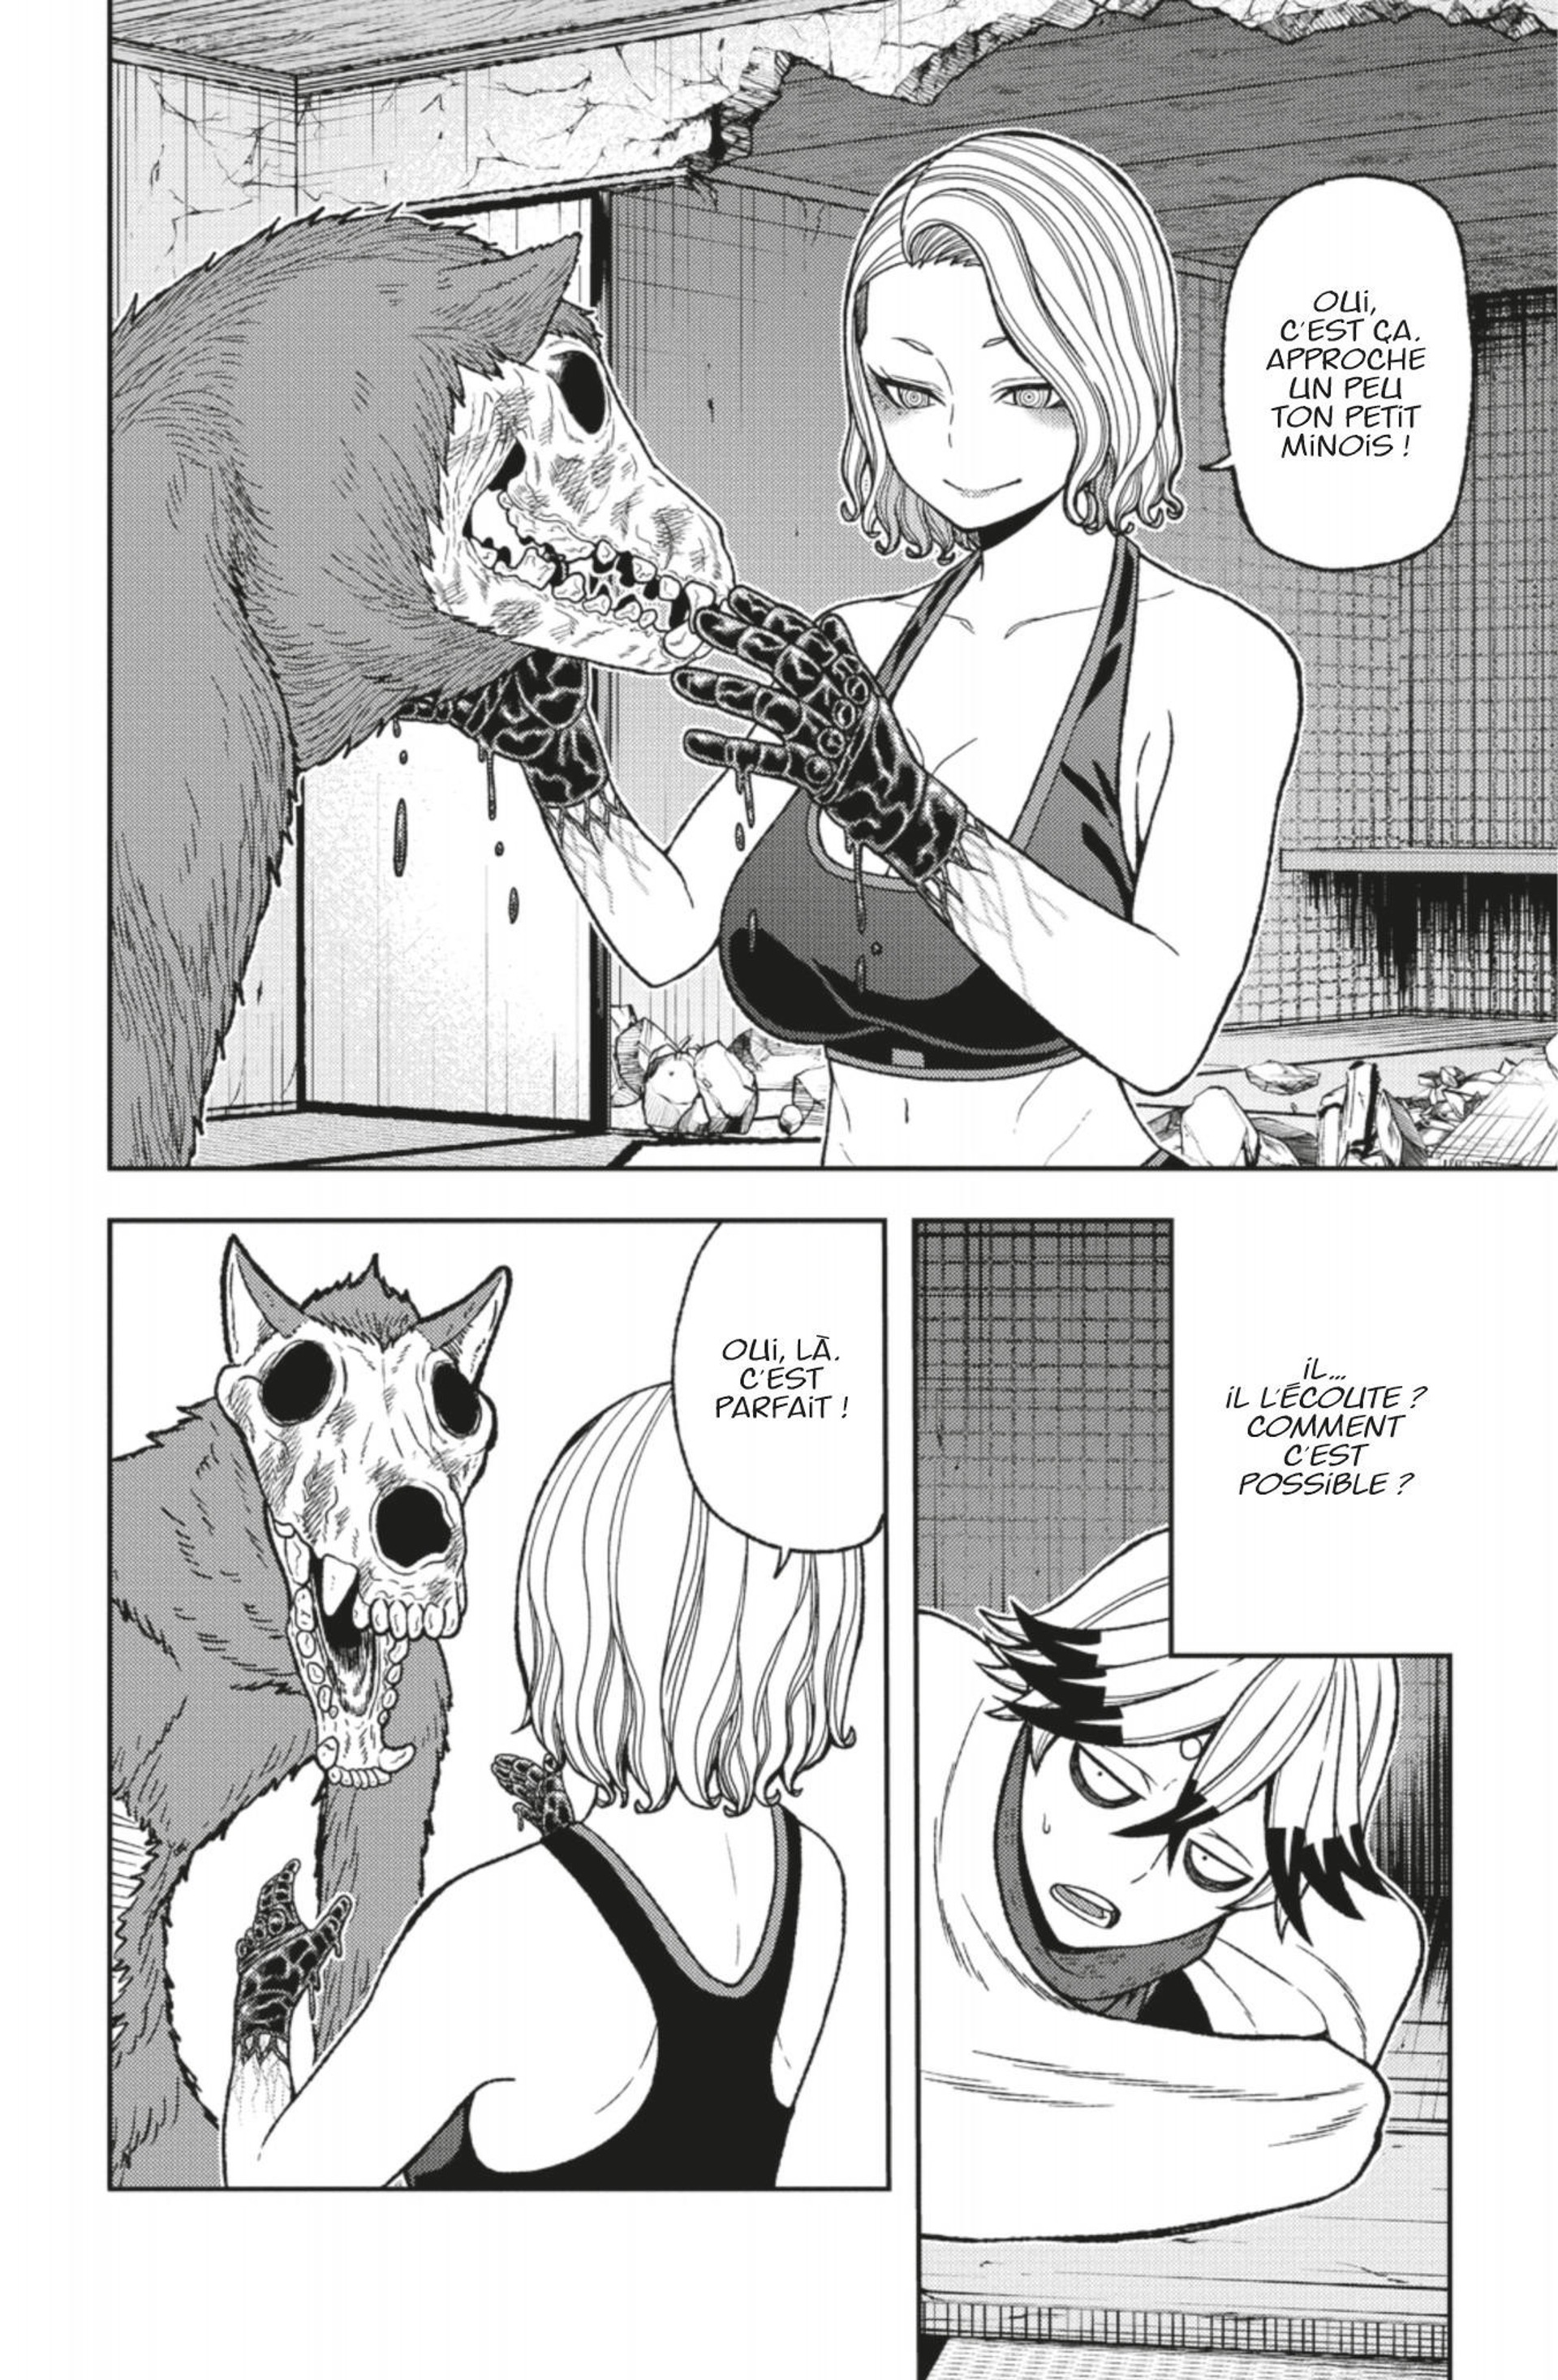 OUI,
C'EST ÇA.
APPROCHE
UN PEU
TON PETIT
MINOIS !
IL...
IL L'ÉCOUTE ?
COMMENT
C'EST
POSSIBLE ?
OUI, LÀ.
C'EST
PARFAIT !